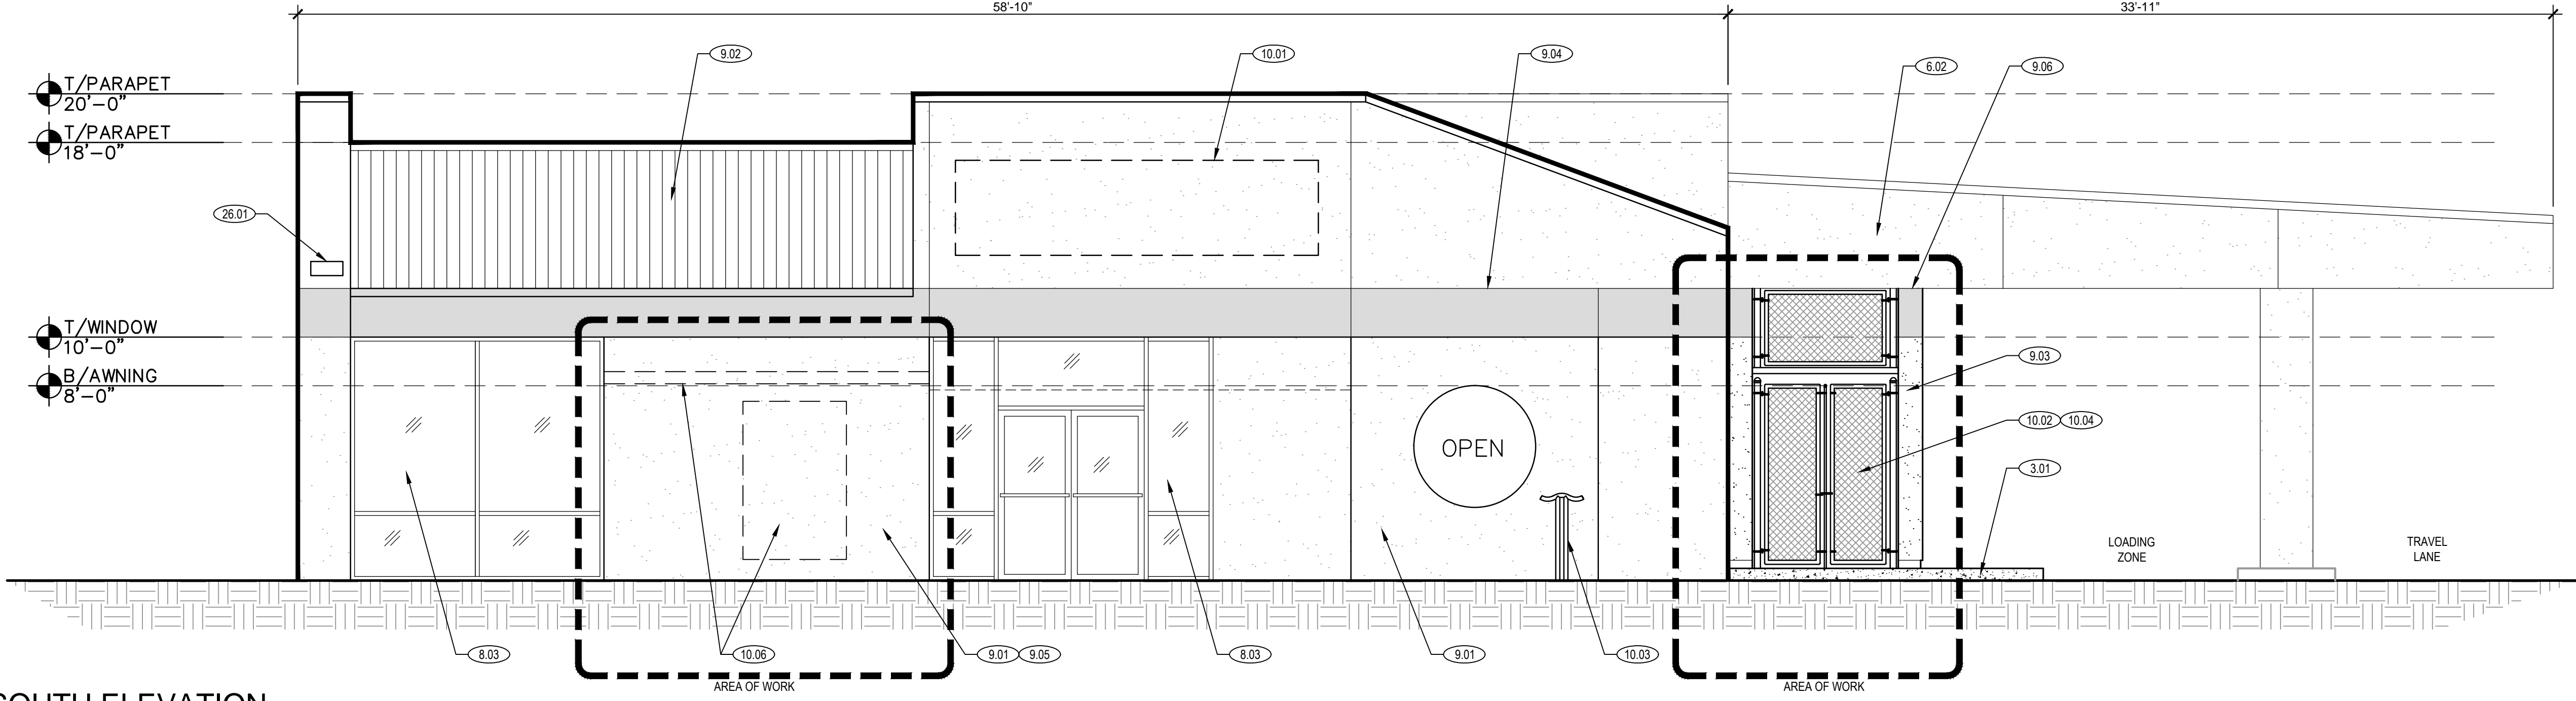 58'-10"
33'-11"
9.02
10.01
9.04
6.02
9.06
T/PARAPET
20'-0"
T/PARAPET
18'-0"
26.01
T/WINDOW
10'-0"
9.03
B/AWNING
8'-0"
10.02 10.04
OPEN
3.01
LOADING
ZONE
TRAVEL
LANE
8.03
10.06
9.01 9.05
8.03
9.01
10.03
AREA OF WORK
AREA OF WORK
SOUTH ELEVATION